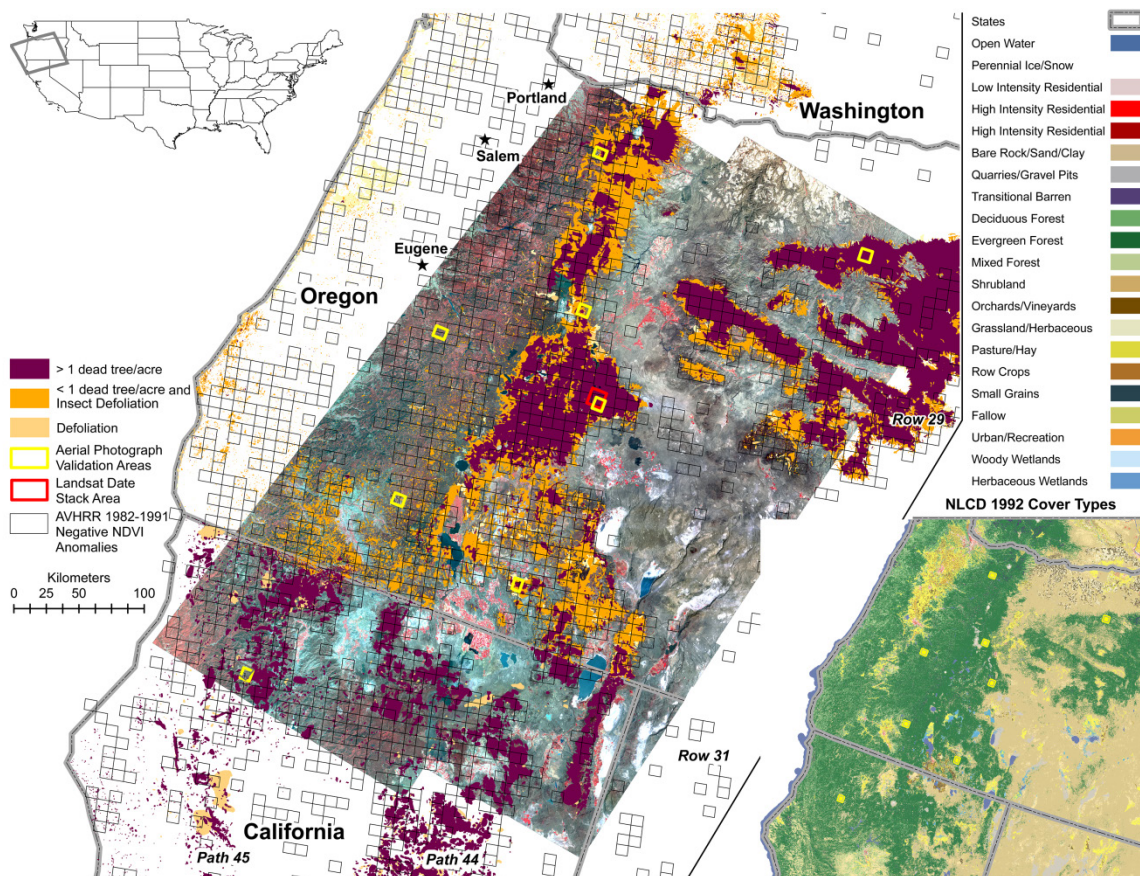 Portland
Salem
Eugene
Washington
Oregon
California
Row 29
Row 31
Path 45
Path 44
> 1 dead tree/acre
< 1 dead tree/acre and
Insect Defoliation
Defoliation
Aerial Photograph
Validation Areas
Landsat Date
Stack Area
AVHRR 1982-1991
Negative NDVI
Anomalies
Kilometers
0 25 50 100
States
Open Water
Perennial Ice/Snow
Low Intensity Residential
High Intensity Residential
High Intensity Residential
Bare Rock/Sand/Clay
Quarries/Gravel Pits
Transitional Barren
Deciduous Forest
Evergreen Forest
Mixed Forest
Shrubland
Orchards/Vineyards
Grassland/Herbaceous
Pasture/Hay
Row Crops
Small Grains
Fallow
Urban/Recreation
Woody Wetlands
Herbaceous Wetlands
NLCD 1992 Cover Types